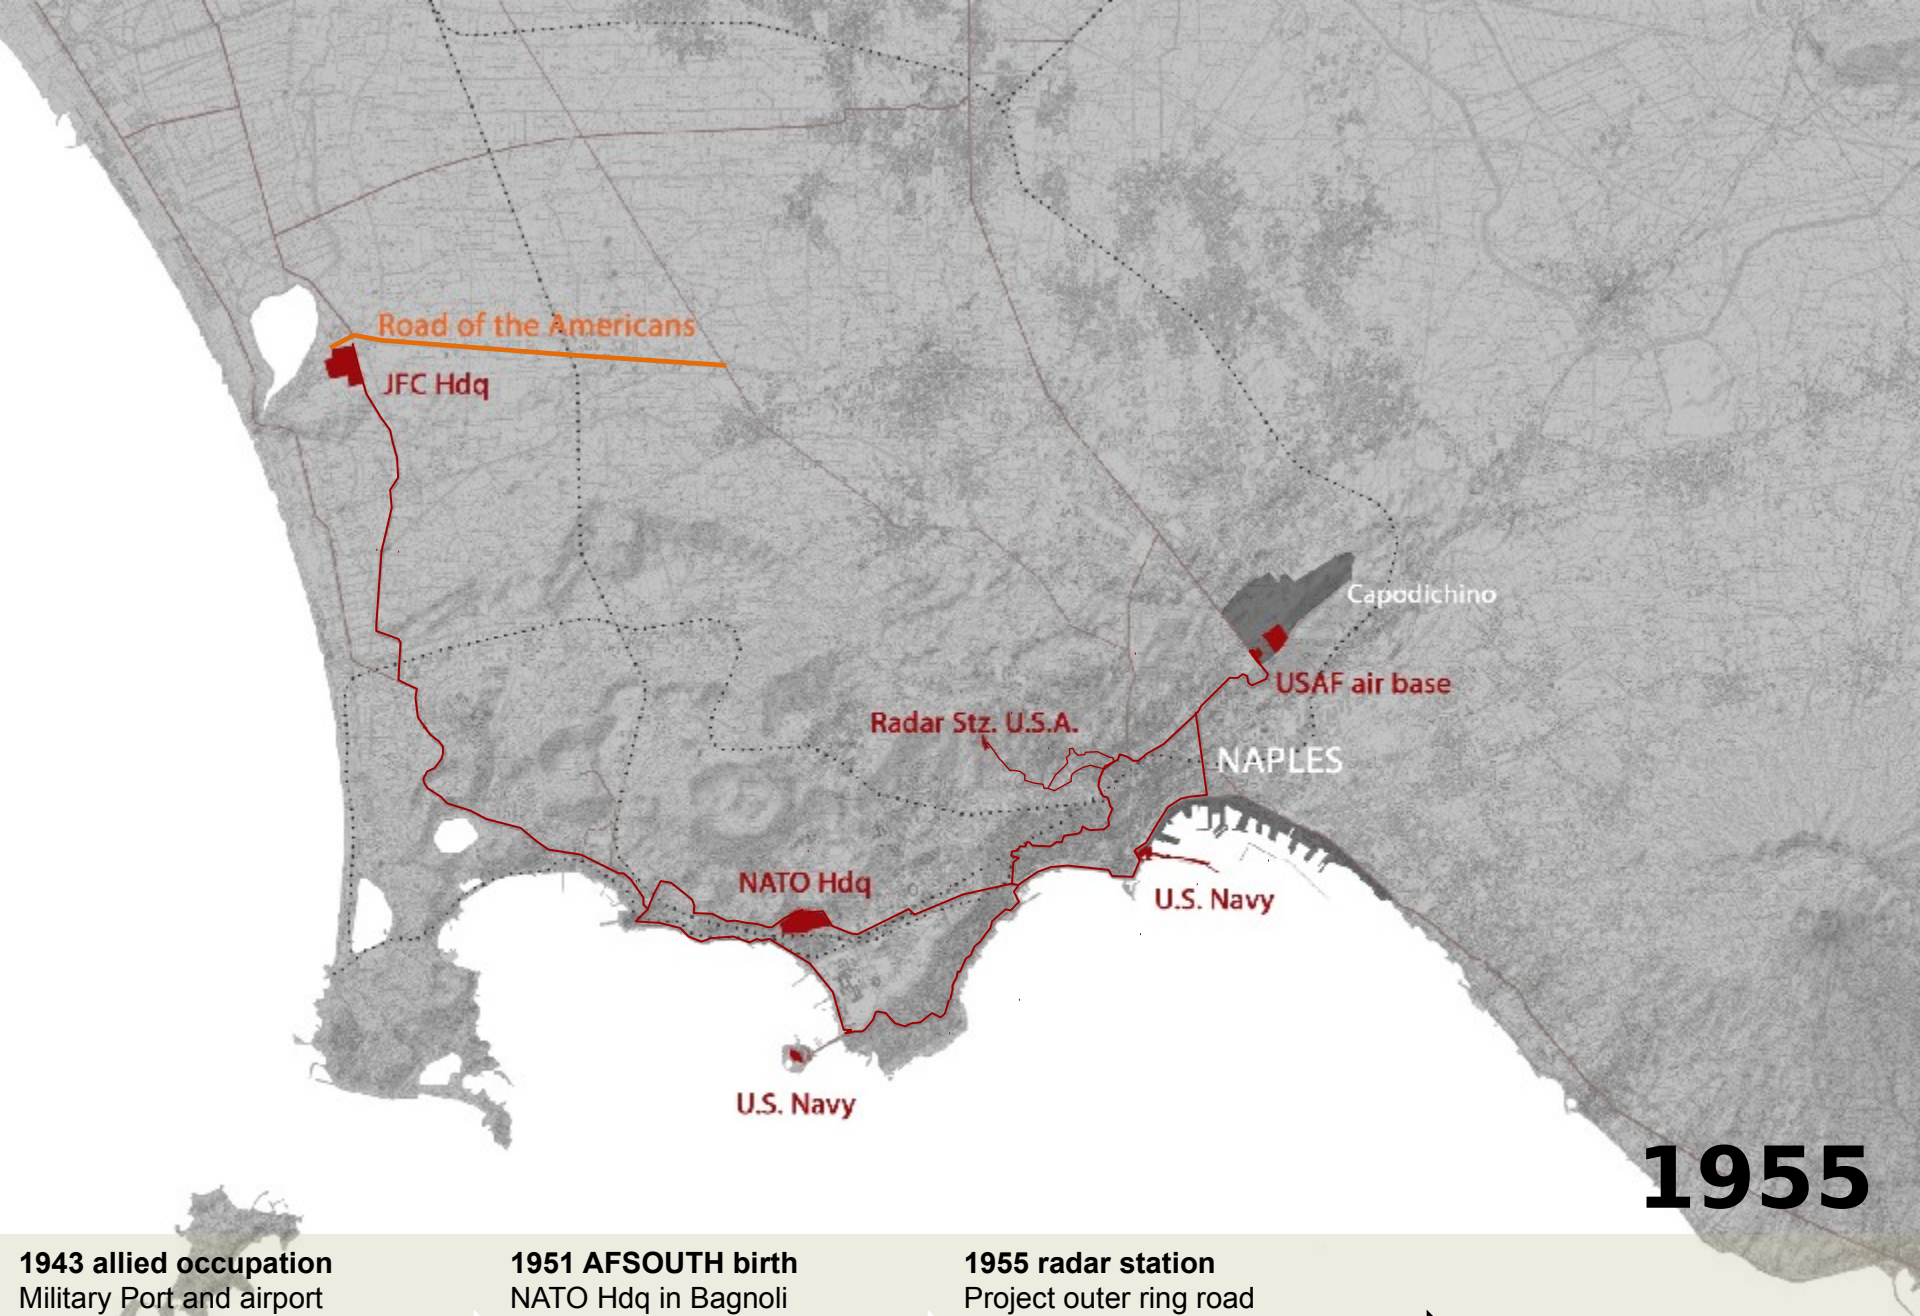 Road of the Americans
JFC Hdq
Capodichino
USAF air base
Radar Stz. U.S.A.
NAPLES
NATO Hdq
U.S. Navy
U.S. Navy
1955
1943 allied occupation
Military Port and airport
1951 AFSOUTH birth
NATO Hdq in Bagnoli
1955 radar station
Project outer ring road